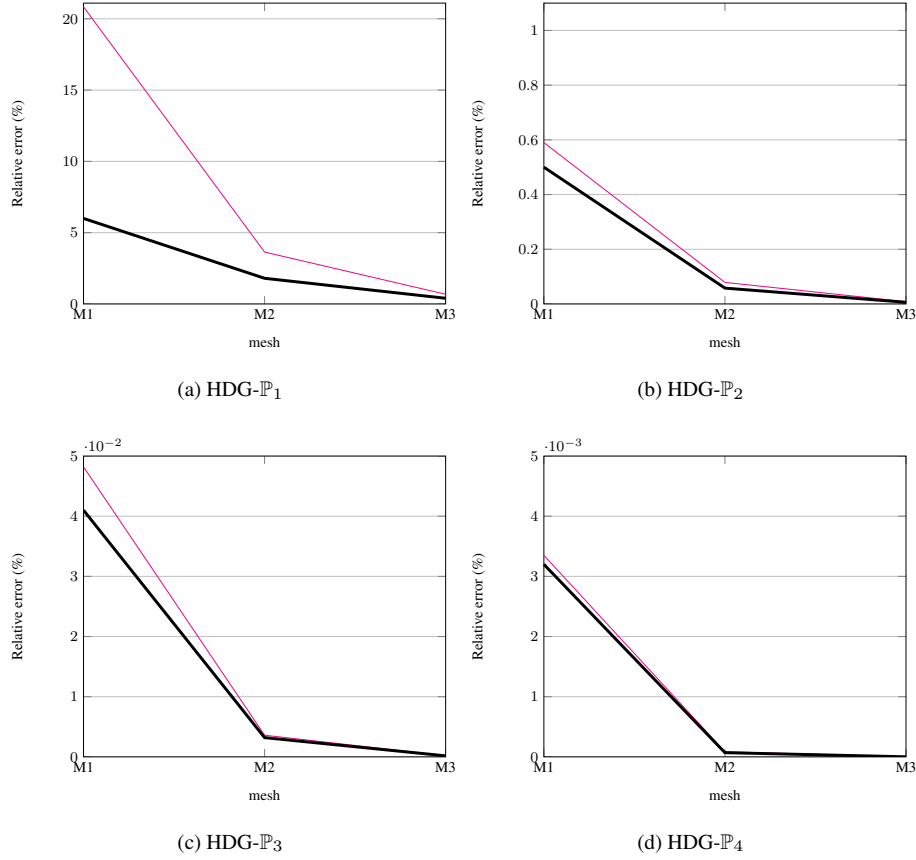 20
15
10
5
0
Relative error (%)
M1
M2
M3
mesh
(a) HDG-ℙ₁
1
0.8
0.6
0.4
0.2
0
Relative error (%)
M1
M2
M3
mesh
(b) HDG-ℙ₂
·10⁻²
5
4
3
2
1
0
Relative error (%)
M1
M2
M3
mesh
(c) HDG-ℙ₃
·10⁻³
5
4
3
2
1
0
Relative error (%)
M1
M2
M3
mesh
(d) HDG-ℙ₄